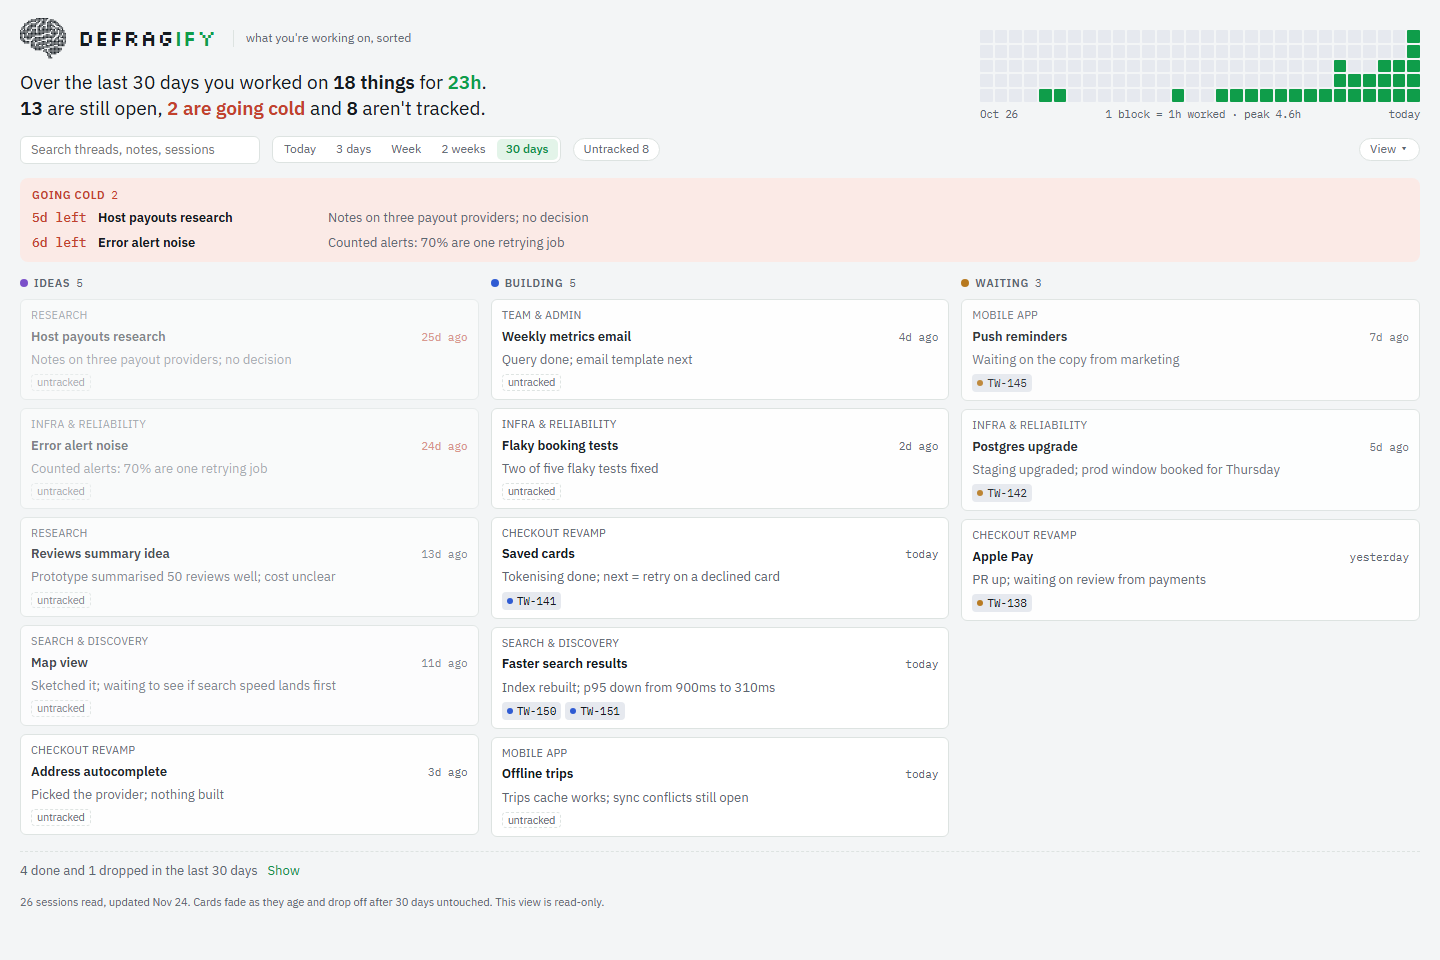 DEFRAGIFY
what you're working on, sorted
Over the last 30 days you worked on 18 things for 23h.
13 are still open, 2 are going cold and 8 aren't tracked.
Oct 26
1 block = 1h worked · peak 4.6h
today
Search threads, notes, sessions
Today
3 days
Week
2 weeks
30 days
Untracked 8
View
GOING COLD 2
5d left Host payouts research Notes on three payout providers; no decision
6d left Error alert noise Counted alerts: 70% are one retrying job
IDEAS 5
RESEARCH
Host payouts research 25d ago
Notes on three payout providers; no decision
untracked
INFRA & RELIABILITY
Error alert noise 24d ago
Counted alerts: 70% are one retrying job
untracked
RESEARCH
Reviews summary idea 13d ago
Prototype summarised 50 reviews well; cost unclear
untracked
SEARCH & DISCOVERY
Map view 11d ago
Sketched it; waiting to see if search speed lands first
untracked
CHECKOUT REVAMP
Address autocomplete 3d ago
Picked the provider; nothing built
untracked
BUILDING 5
TEAM & ADMIN
Weekly metrics email 4d ago
Query done; email template next
untracked
INFRA & RELIABILITY
Flaky booking tests 2d ago
Two of five flaky tests fixed
untracked
CHECKOUT REVAMP
Saved cards today
Tokenising done; next = retry on a declined card
TW-141
SEARCH & DISCOVERY
Faster search results today
Index rebuilt; p95 down from 900ms to 310ms
TW-150 TW-151
MOBILE APP
Offline trips today
Trips cache works; sync conflicts still open
untracked
WAITING 3
MOBILE APP
Push reminders 7d ago
Waiting on the copy from marketing
TW-145
INFRA & RELIABILITY
Postgres upgrade 5d ago
Staging upgraded; prod window booked for Thursday
TW-142
CHECKOUT REVAMP
Apple Pay yesterday
PR up; waiting on review from payments
TW-138
4 done and 1 dropped in the last 30 days Show
26 sessions read, updated Nov 24. Cards fade as they age and drop off after 30 days untouched. This view is read-only.